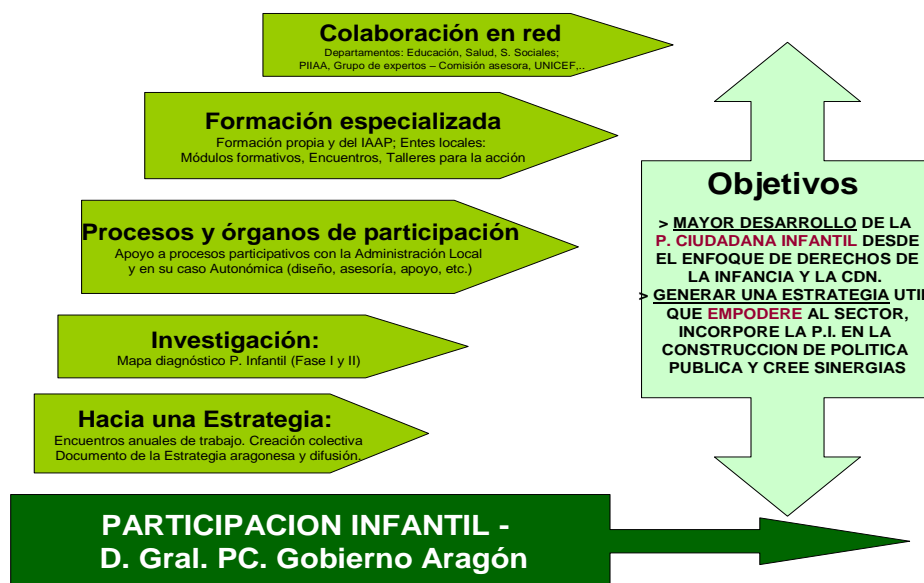 Colaboración en red
Departamentos: Educación, Salud, S. Sociales;
PIIAA, Grupo de expertos – Comisión asesora, UNICEF,..
Formación especializada
Formación propia y del IAAP; Entes locales:
Módulos formativos, Encuentros, Talleres para la acción
Procesos y órganos de participación
Apoyo a procesos participativos con la Administración Local
y en su caso Autonómica (diseño, asesoría, apoyo, etc.)
Investigación:
Mapa diagnóstico P. Infantil (Fase I y II)
Hacia una Estrategia:
Encuentros anuales de trabajo. Creación colectiva
Documento de la Estrategia aragonesa y difusión.
Objetivos
> MAYOR DESARROLLO DE LA
P. CIUDADANA INFANTIL DESDE
EL ENFOQUE DE DERECHOS DE
LA INFANCIA Y LA CDN.
> GENERAR UNA ESTRATEGIA UTIL
QUE EMPODERE AL SECTOR,
INCORPORE LA P.I. EN LA
CONSTRUCCION DE POLITICA
PUBLICA Y CREE SINERGIAS
PARTICIPACION INFANTIL -
D. Gral. PC. Gobierno Aragón